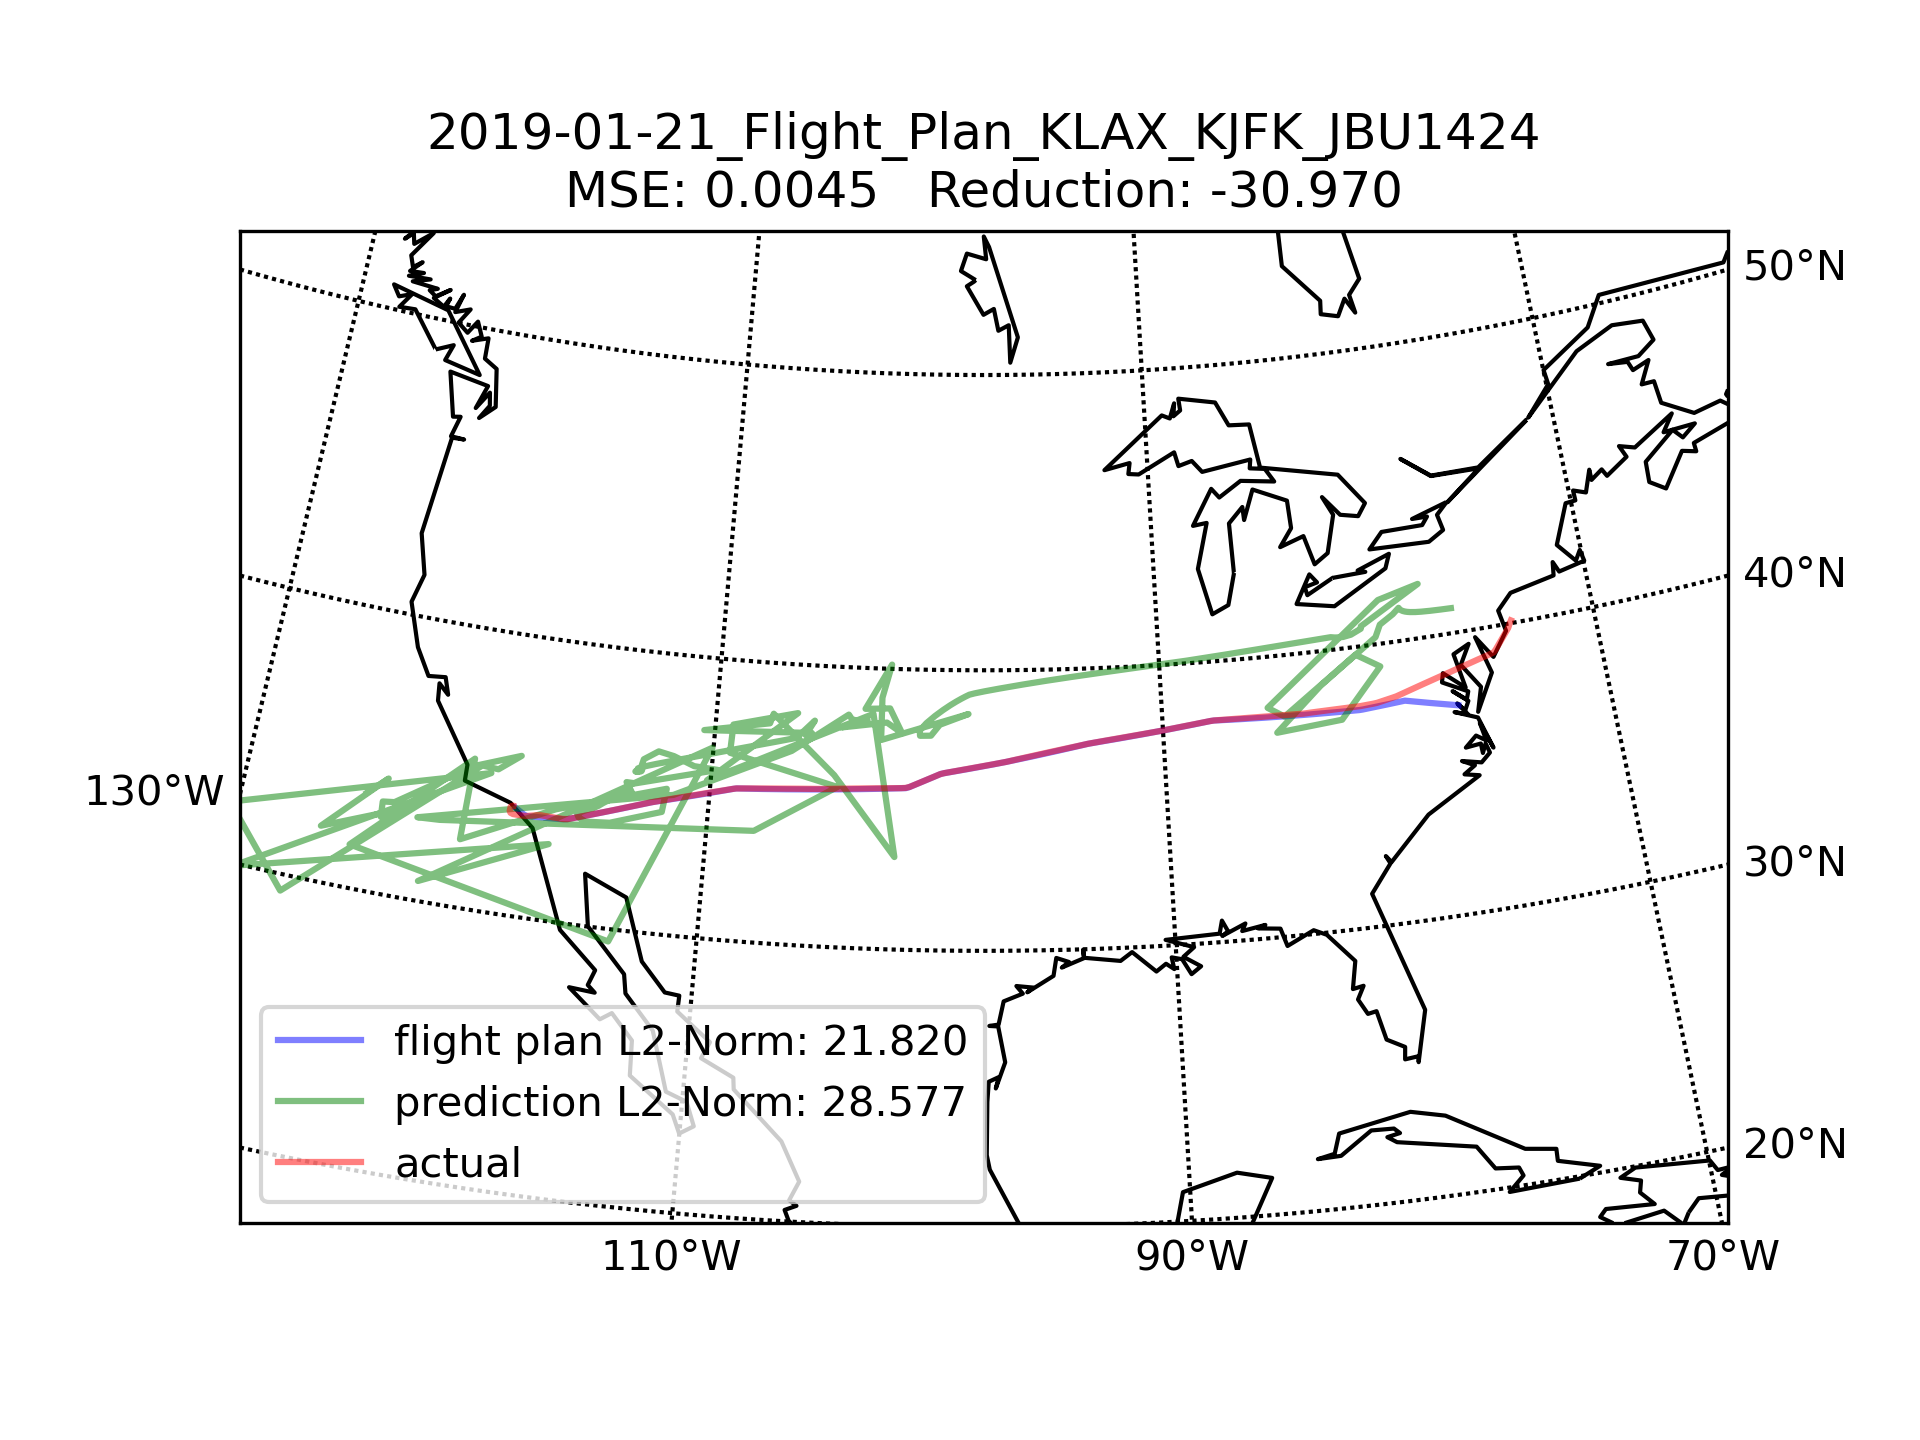 2019-01-21_Flight_Plan_KLAX_KJFK_JBU1424
MSE: 0.0045   Reduction: -30.970
50°N
40°N
130°W
30°N
flight plan L2-Norm: 21.820
prediction L2-Norm: 28.577
actual
20°N
110°W
90°W
70°W